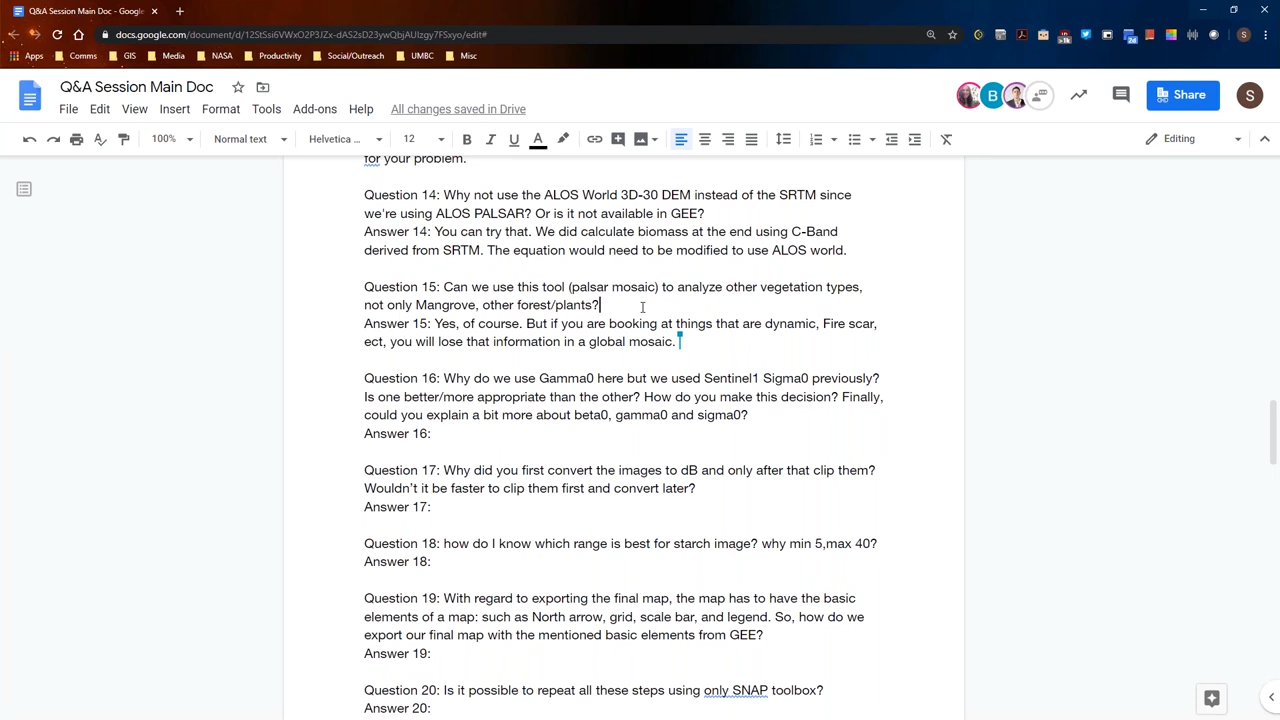 Q&A Session Main Doc - Google
docs.google.com/document/d/
Apps Comms GIS Media NASA Productivity Social/Outreach UMBC Misc
Q&A Session Main Doc
File Edit View Insert Format Tools Add-ons Help All changes saved in Drive
B Share S
100% Normal text Helvetica ... 12 B I U A Editing
for your problem.
Question 14: Why not use the ALOS World 3D-30 DEM instead of the SRTM since
we're using ALOS PALSAR? Or is it not available in GEE?
Answer 14: You can try that. We did calculate biomass at the end using C-Band
derived from SRTM. The equation would need to be modified to use ALOS world.
Question 15: Can we use this tool (palsar mosaic) to analyze other vegetation types,
not only Mangrove, other forest/plants?
Answer 15: Yes, of course. But if you are booking at things that are dynamic, Fire scar,
ect, you will lose that information in a global mosaic.
Question 16: Why do we use Gamma0 here but we used Sentinel1 Sigma0 previously?
Is one better/more appropriate than the other? How do you make this decision? Finally,
could you explain a bit more about beta0, gamma0 and sigma0?
Answer 16:
Question 17: Why did you first convert the images to dB and only after that clip them?
Wouldn't it be faster to clip them first and convert later?
Answer 17:
Question 18: how do I know which range is best for starch image? why min 5,max 40?
Answer 18:
Question 19: With regard to exporting the final map, the map has to have the basic
elements of a map: such as North arrow, grid, scale bar, and legend. So, how do we
export our final map with the mentioned basic elements from GEE?
Answer 19:
Question 20: Is it possible to repeat all these steps using only SNAP toolbox?
Answer 20: